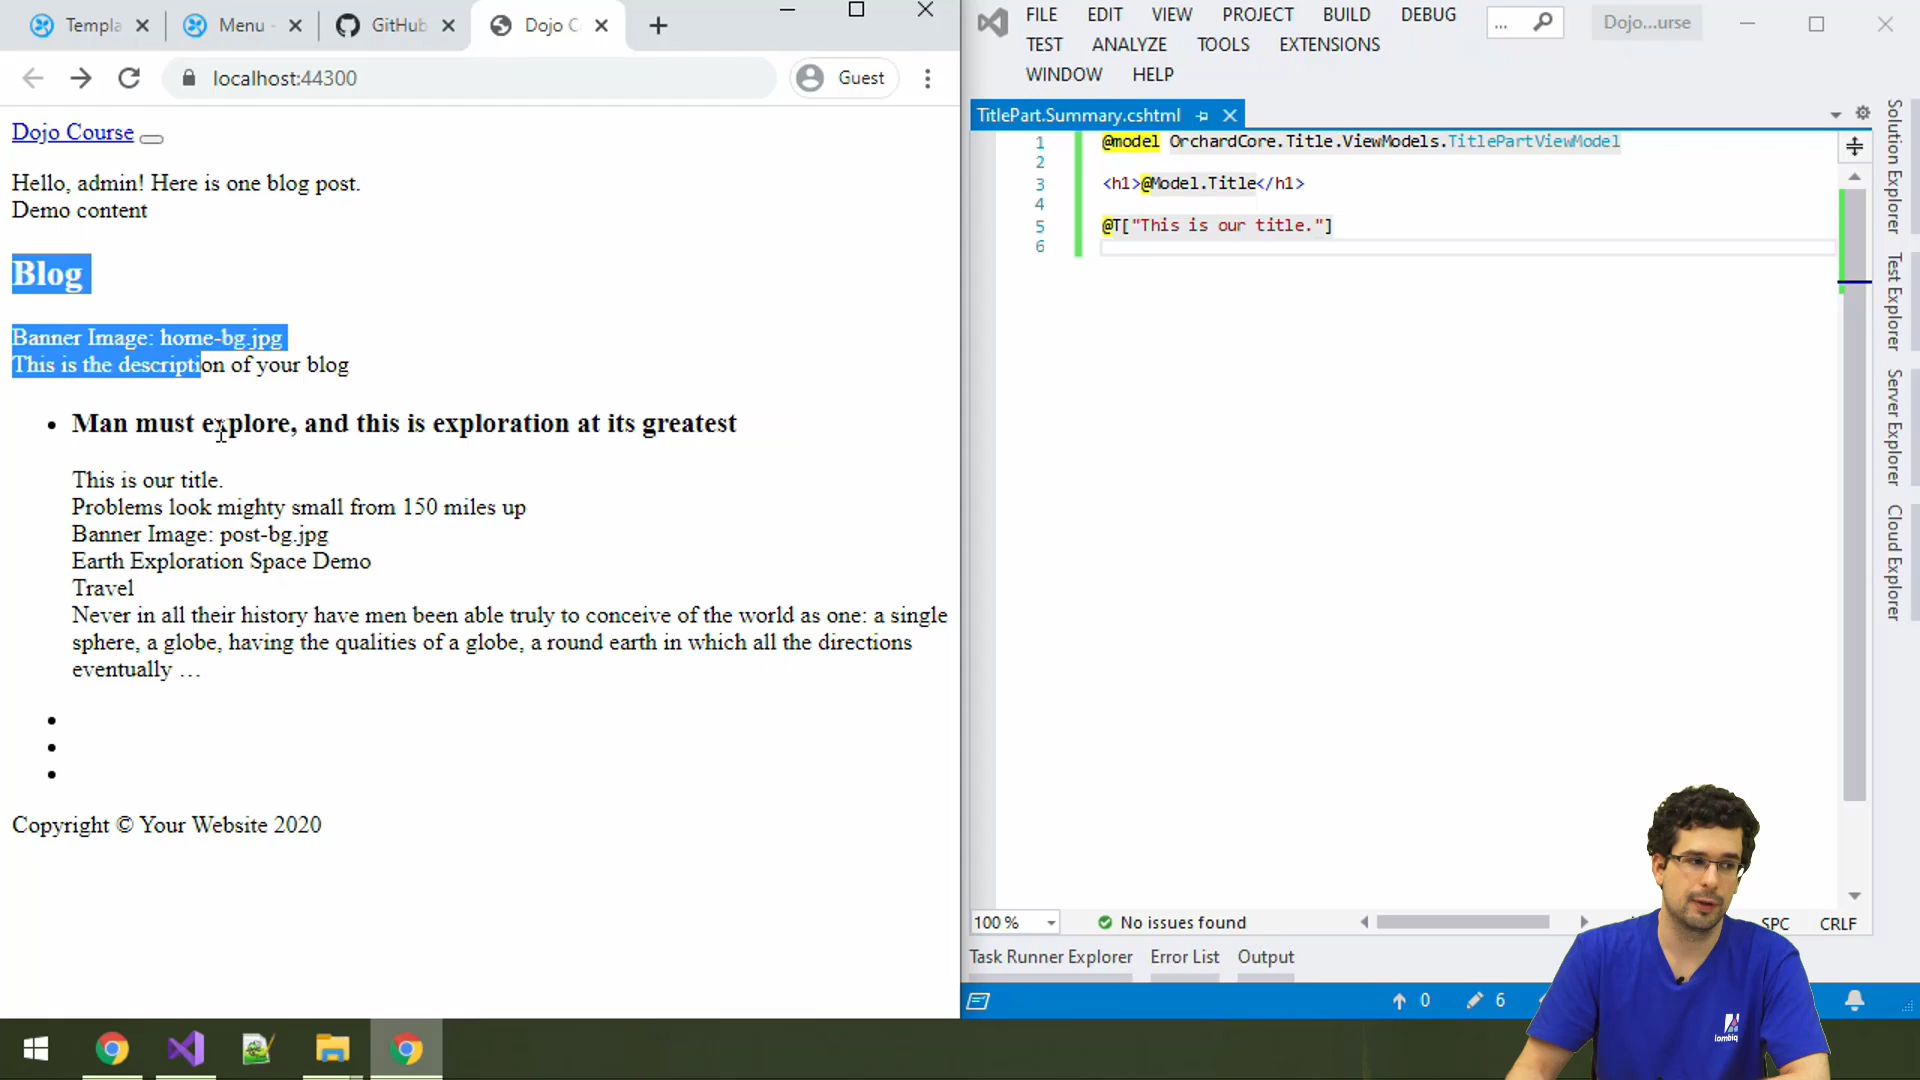 Templa
Menu -
GitHub
Dojo C
localhost:44300
Guest
Dojo Course
Hello, admin! Here is one blog post.
Demo content
Blog
Banner Image: home-bg.jpg
This is the description of your blog
Man must explore, and this is exploration at its greatest
This is our title.
Problems look mighty small from 150 miles up
Banner Image: post-bg.jpg
Earth Exploration Space Demo
Travel
Never in all their history have men been able truly to conceive of the world as one: a single
sphere, a globe, having the qualities of a globe, a round earth in which all the directions
eventually …
Copyright © Your Website 2020
FILE EDIT VIEW PROJECT BUILD DEBUG
TEST ANALYZE TOOLS EXTENSIONS
WINDOW HELP
...
Dojo...urse
TitlePart.Summary.cshtml
1 @model OrchardCore.Title.ViewModels.TitlePartViewModel
2
3 <h1>@Model.Title</h1>
4
5 @T["This is our title."]
6
Solution Explorer
Test Explorer
Server Explorer
Cloud Explorer
100 %
No issues found
SPC
CRLF
Task Runner Explorer
Error List
Output
0
6
lombiq